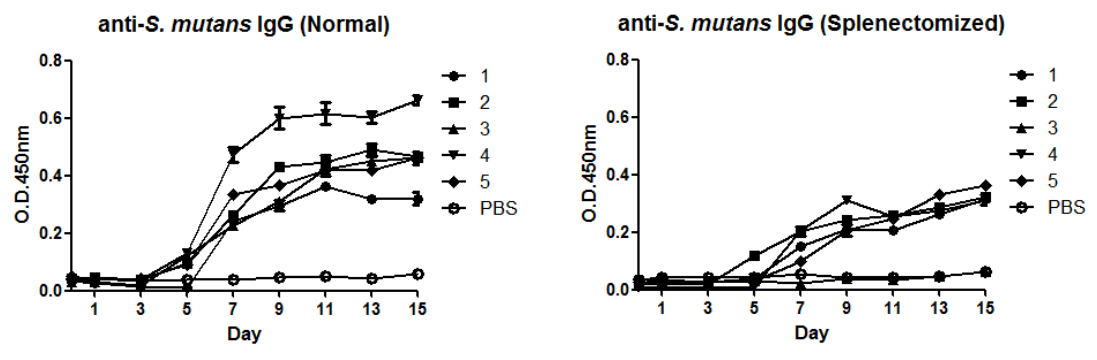 anti-S. mutans IgG (Normal)
0.8
0.6
0.4
0.2
0.0
O.D.450nm
1 3 5 7 9 11 13 15
Day
1
2
3
4
5
PBS
anti-S. mutans IgG (Splenectomized)
0.8
0.6
0.4
0.2
0.0
O.D.450nm
1 3 5 7 9 11 13 15
Day
1
2
3
4
5
PBS